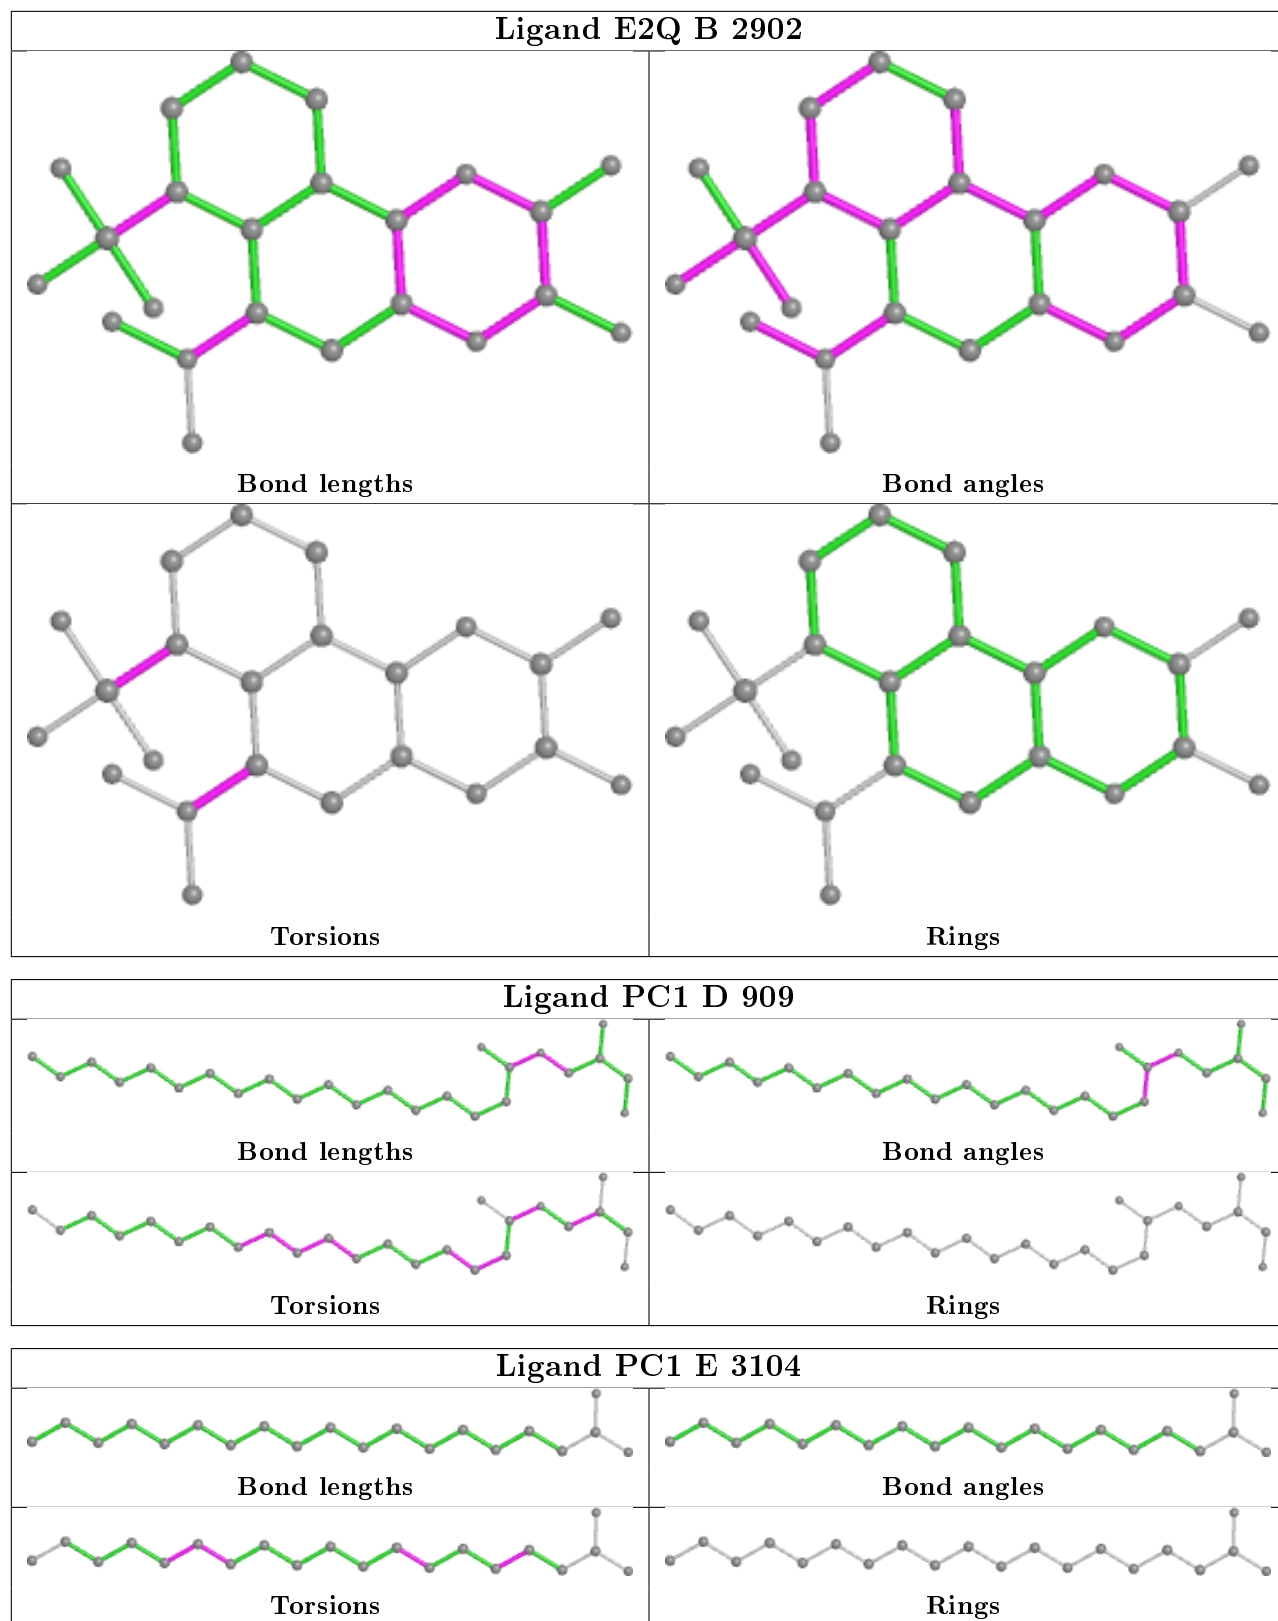 Ligand E2Q B 2902
Bond lengths
Bond angles
Torsions
Rings
Ligand PC1 D 909
Bond lengths
Bond angles
Torsions
Rings
Ligand PC1 E 3104
Bond lengths
Bond angles
Torsions
Rings